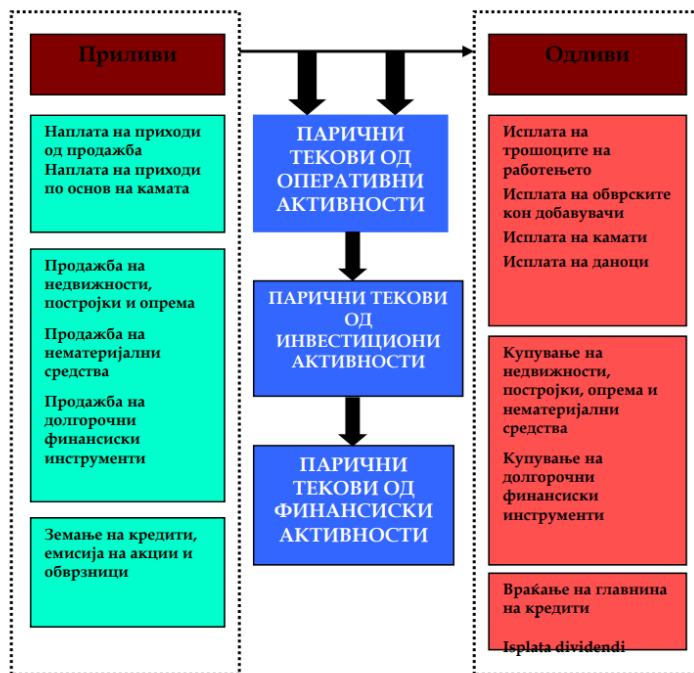 Приливи
Наплата на приходи
од продажба
Наплата на приходи
по основ на камата
Продажба на
недвижности,
постројки и опрема
Продажба на
нематеријални
средства
Продажба на
долгорочни
финансиски
инструменти
Земање на кредити,
емисија на акции и
обврзници
ПАРИЧНИ
ТЕКОВИ ОД
ОПЕРАТИВНИ
АКТИВНОСТИ
ПАРИЧНИ ТЕКОВИ
ОД
ИНВЕСТИЦИОНИ
АКТИВНОСТИ
ПАРИЧНИ
ТЕКОВИ ОД
ФИНАНСИСКИ
АКТИВНОСТИ
Одливи
Исплата на
трошоците на
работењето
Исплата на обврските
кон добавувачи
Исплата на камати
Исплата на даноци
Купување на
недвижности,
постројки, опрема и
нематеријални
средства
Купување на
долгорочни
финансиски
инструменти
Враќање на главнина
на кредити
Isplata dividendi